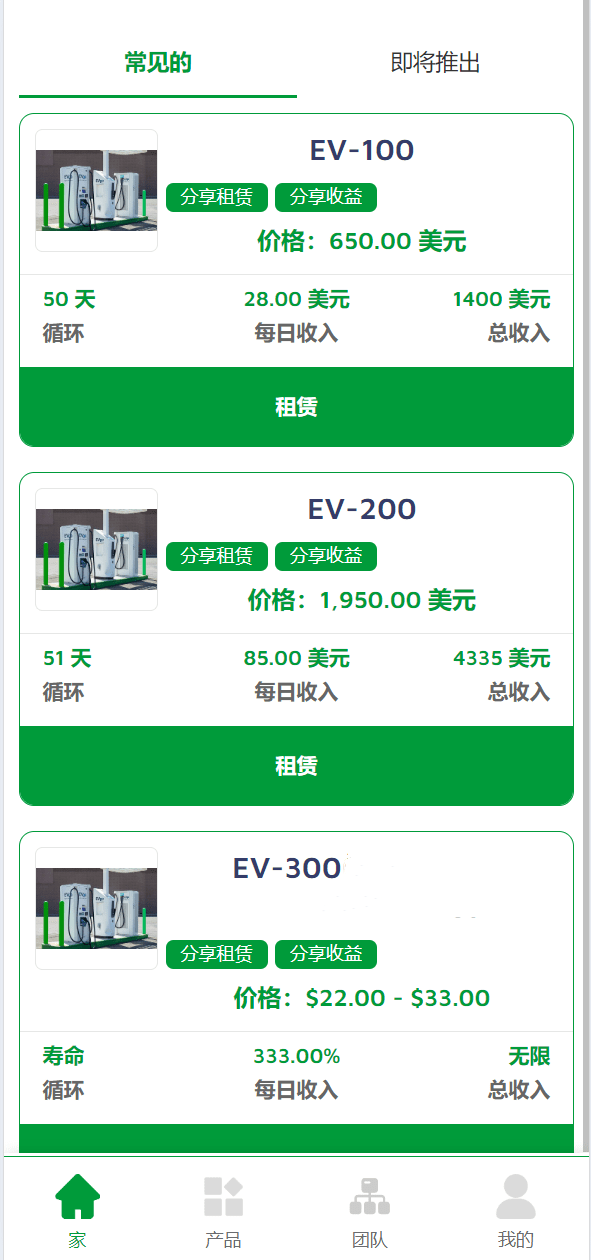 常见的 即将推出
EV-100
分享租赁 分享收益
价格：650.00 美元
50 天 28.00 美元 1400 美元
循环 每日收入 总收入
租赁
EV-200
分享租赁 分享收益
价格：1,950.00 美元
51 天 85.00 美元 4335 美元
循环 每日收入 总收入
租赁
EV-300
分享租赁 分享收益
价格：$22.00 - $33.00
寿命 333.00% 无限
循环 每日收入 总收入
家 产品 团队 我的